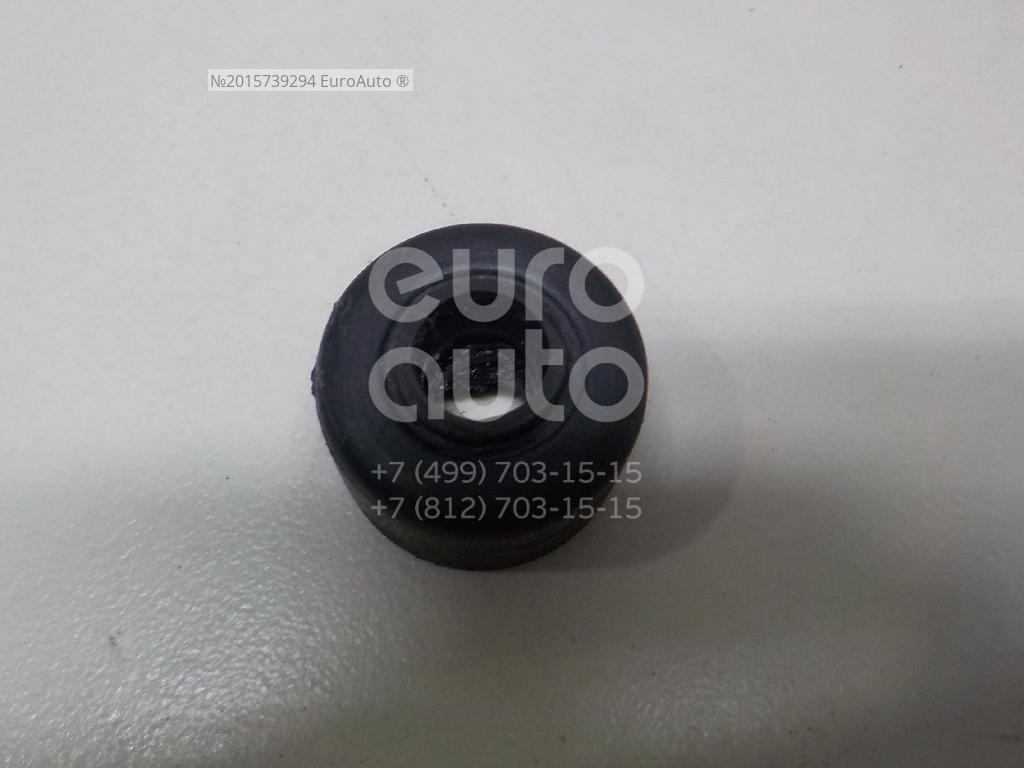 №2015739294 EuroAuto ®
euro
auto
+7 (499) 703-15-15
+7 (812) 703-15-15